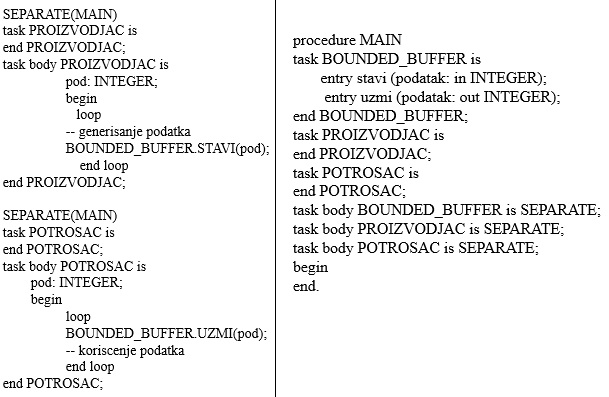 SEPARATE(MAIN)
task PROIZVODJAC is
end PROIZVODJAC;
task body PROIZVODJAC is
pod: INTEGER;
begin
loop
-- generisanje podatka
BOUNDED_BUFFER.STAVI(pod);
end loop
end PROIZVODJAC;

SEPARATE(MAIN)
task POTROSAC is
end POTROSAC;
task body POTROSAC is
pod: INTEGER;
begin
loop
BOUNDED_BUFFER.UZMI(pod);
-- koriscenje podatka
end loop
end POTROSAC;

procedure MAIN
task BOUNDED_BUFFER is
entry stavi (podatak: in INTEGER);
entry uzmi (podatak: out INTEGER);
end BOUNDED_BUFFER;
task PROIZVODJAC is
end PROIZVODJAC;
task POTROSAC is
end POTROSAC;
task body BOUNDED_BUFFER is SEPARATE;
task body PROIZVODJAC is SEPARATE;
task body POTROSAC is SEPARATE;
begin
end.